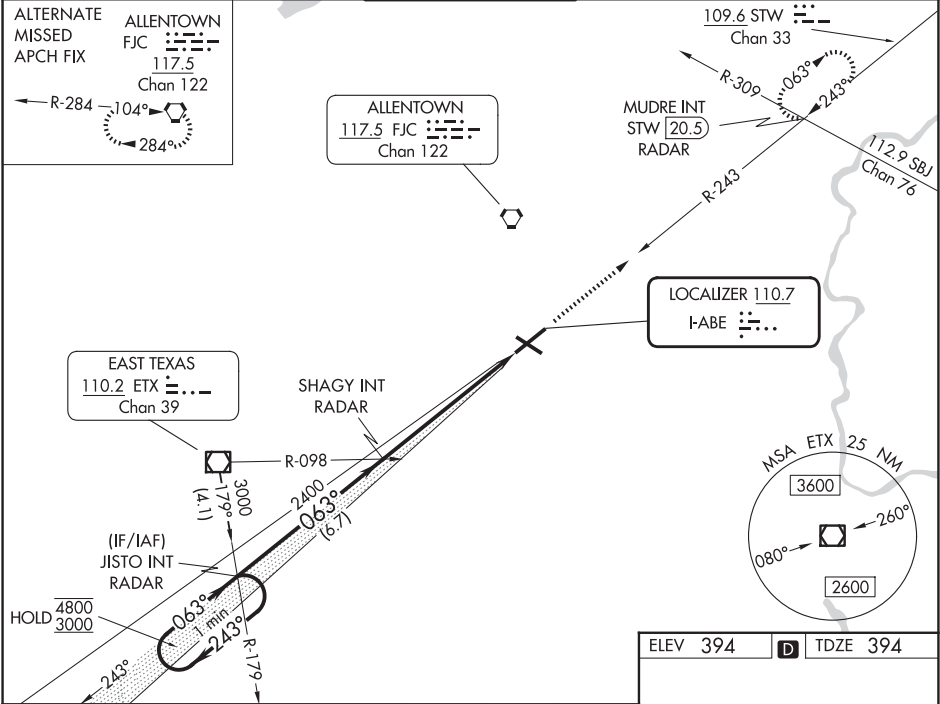 ALTERNATE
MISSED
APCH FIX
ALLENTOWN
FJC
117.5
Chan 122
R-284
104°
284°
ALLENTOWN
117.5 FJC
Chan 122
109.6 STW
Chan 33
R-309
063°
243°
MUDRE INT
STW 20.5
RADAR
112.9 SBJ
Chan 76
R-243
LOCALIZER 110.7
I-ABE
EAST TEXAS
110.2 ETX
Chan 39
SHAGY INT
RADAR
R-098
3000
179°
(4.1)
2400
063°
(6.7)
(IF/IAF)
JISTO INT
RADAR
HOLD 4800
3000
063°
1 min
243°
R-179
243°
MSA ETX 25 NM
3600
260°
080°
2600
ELEV 394 D TDZE 394